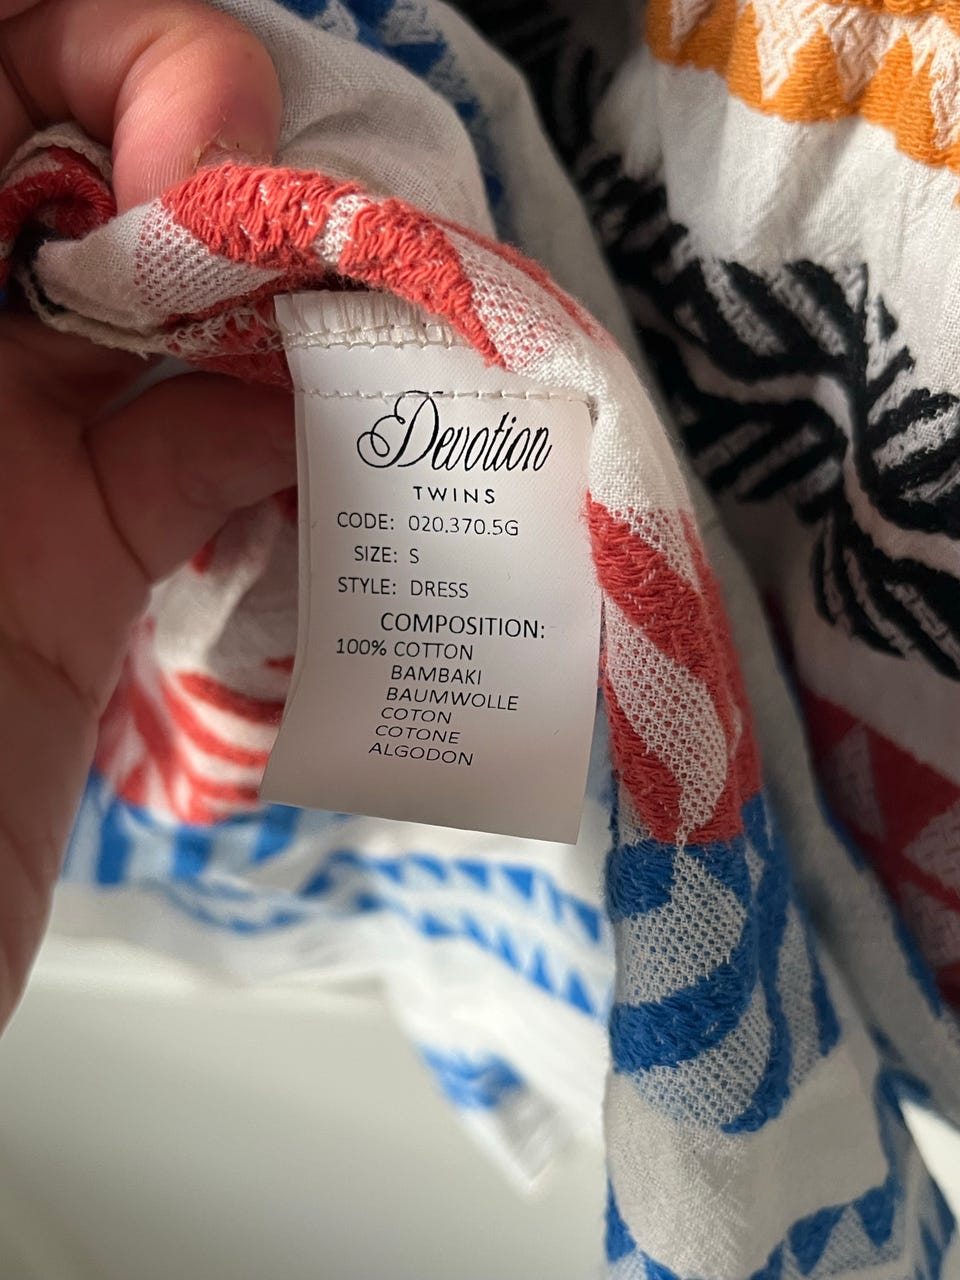 Devotion
TWINS
CODE: 020.370.5G
SIZE: S
STYLE: DRESS
COMPOSITION:
100% COTTON
BAMBAKI
BAUMWOLLE
COTON
COTONE
ALGODON